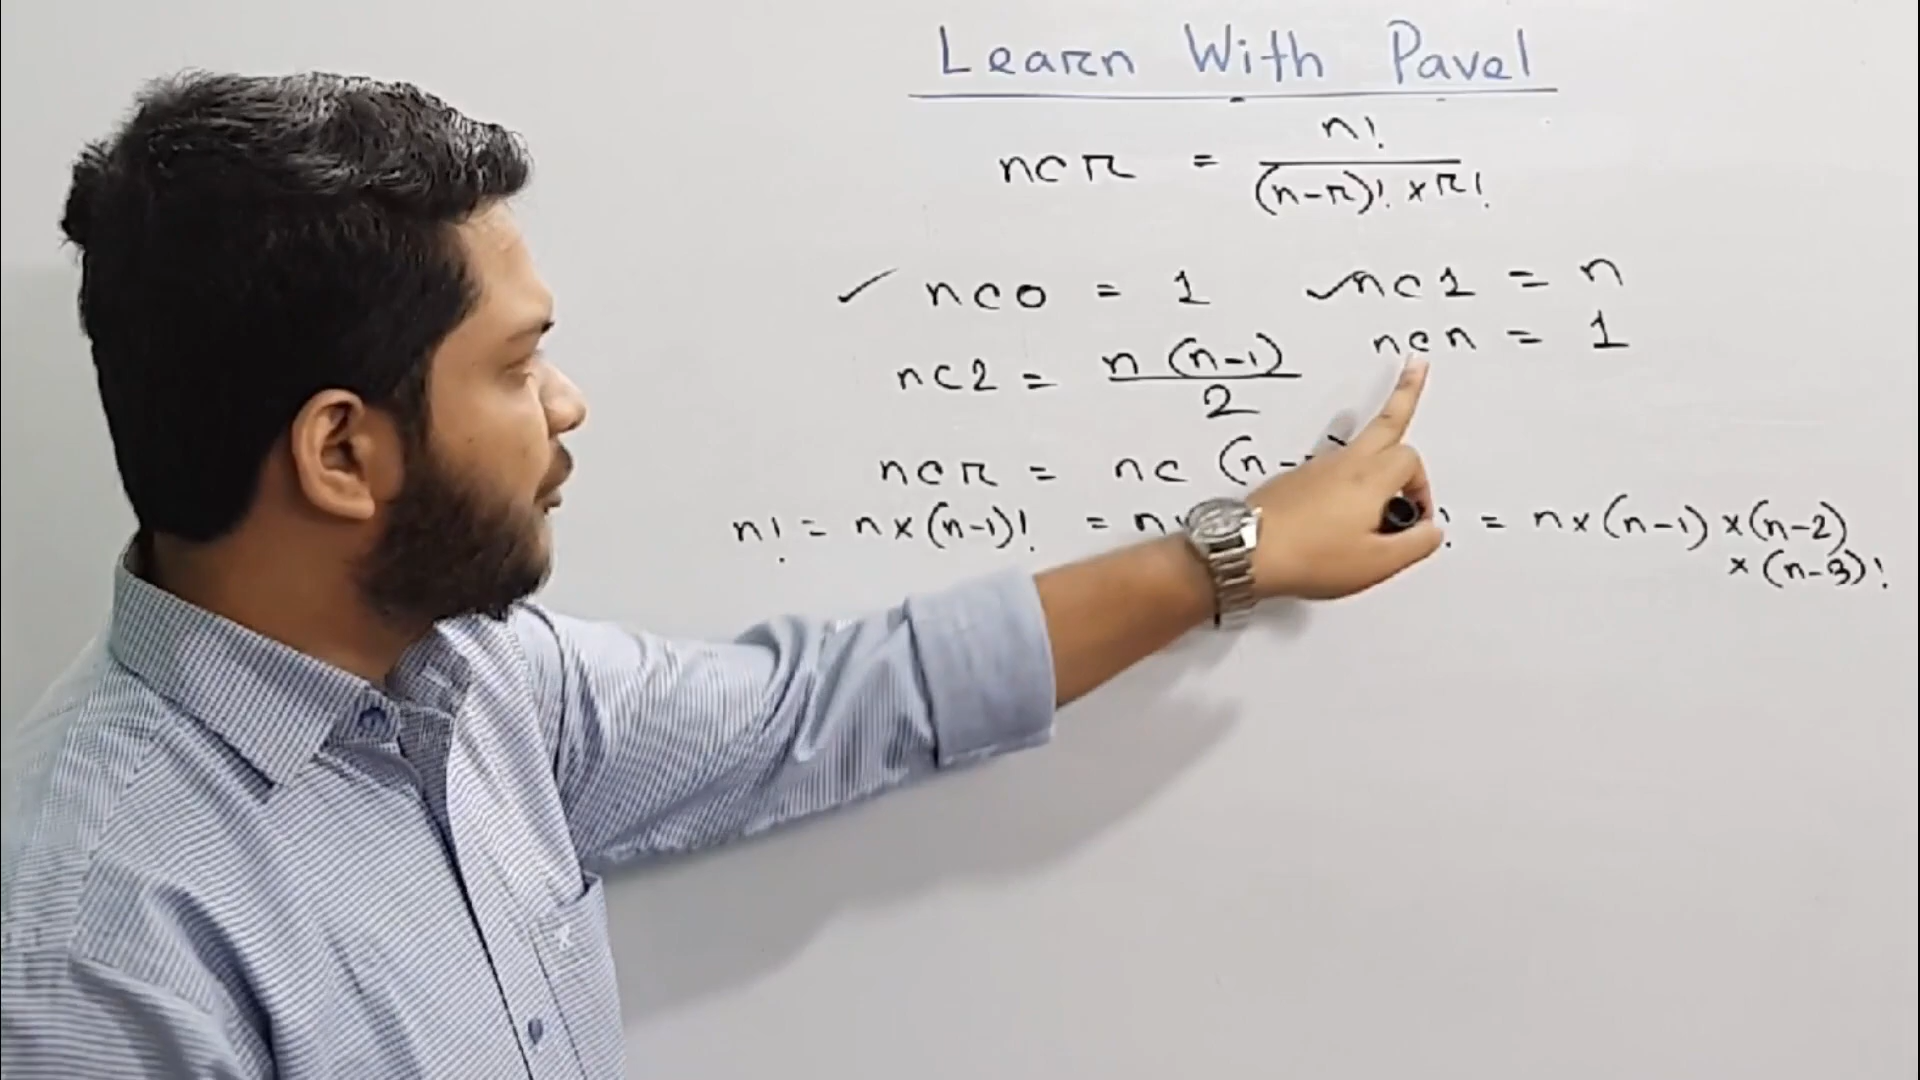 Learn With Pavel
ncr = n! / (n-r)! × r!
✓ nc0 = 1 ✓ nc1 = n
nc2 = n (n-1) / 2 ncn = 1
ncr = nc (n-
n! = n × (n-1)! = n ! = n × (n-1) × (n-2)
× (n-3)!